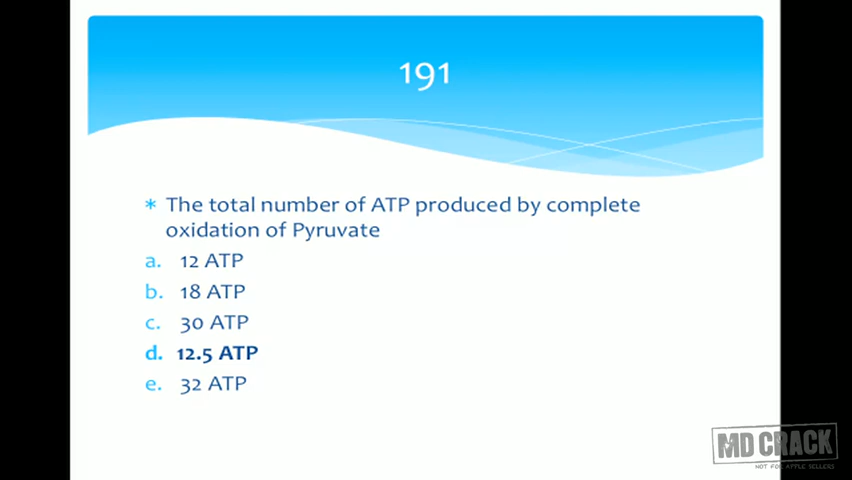 191
* The total number of ATP produced by complete
oxidation of Pyruvate
a. 12 ATP
b. 18 ATP
c. 30 ATP
d. 12.5 ATP
e. 32 ATP
MD CRACK
NOT FOR APPLE SELLERS